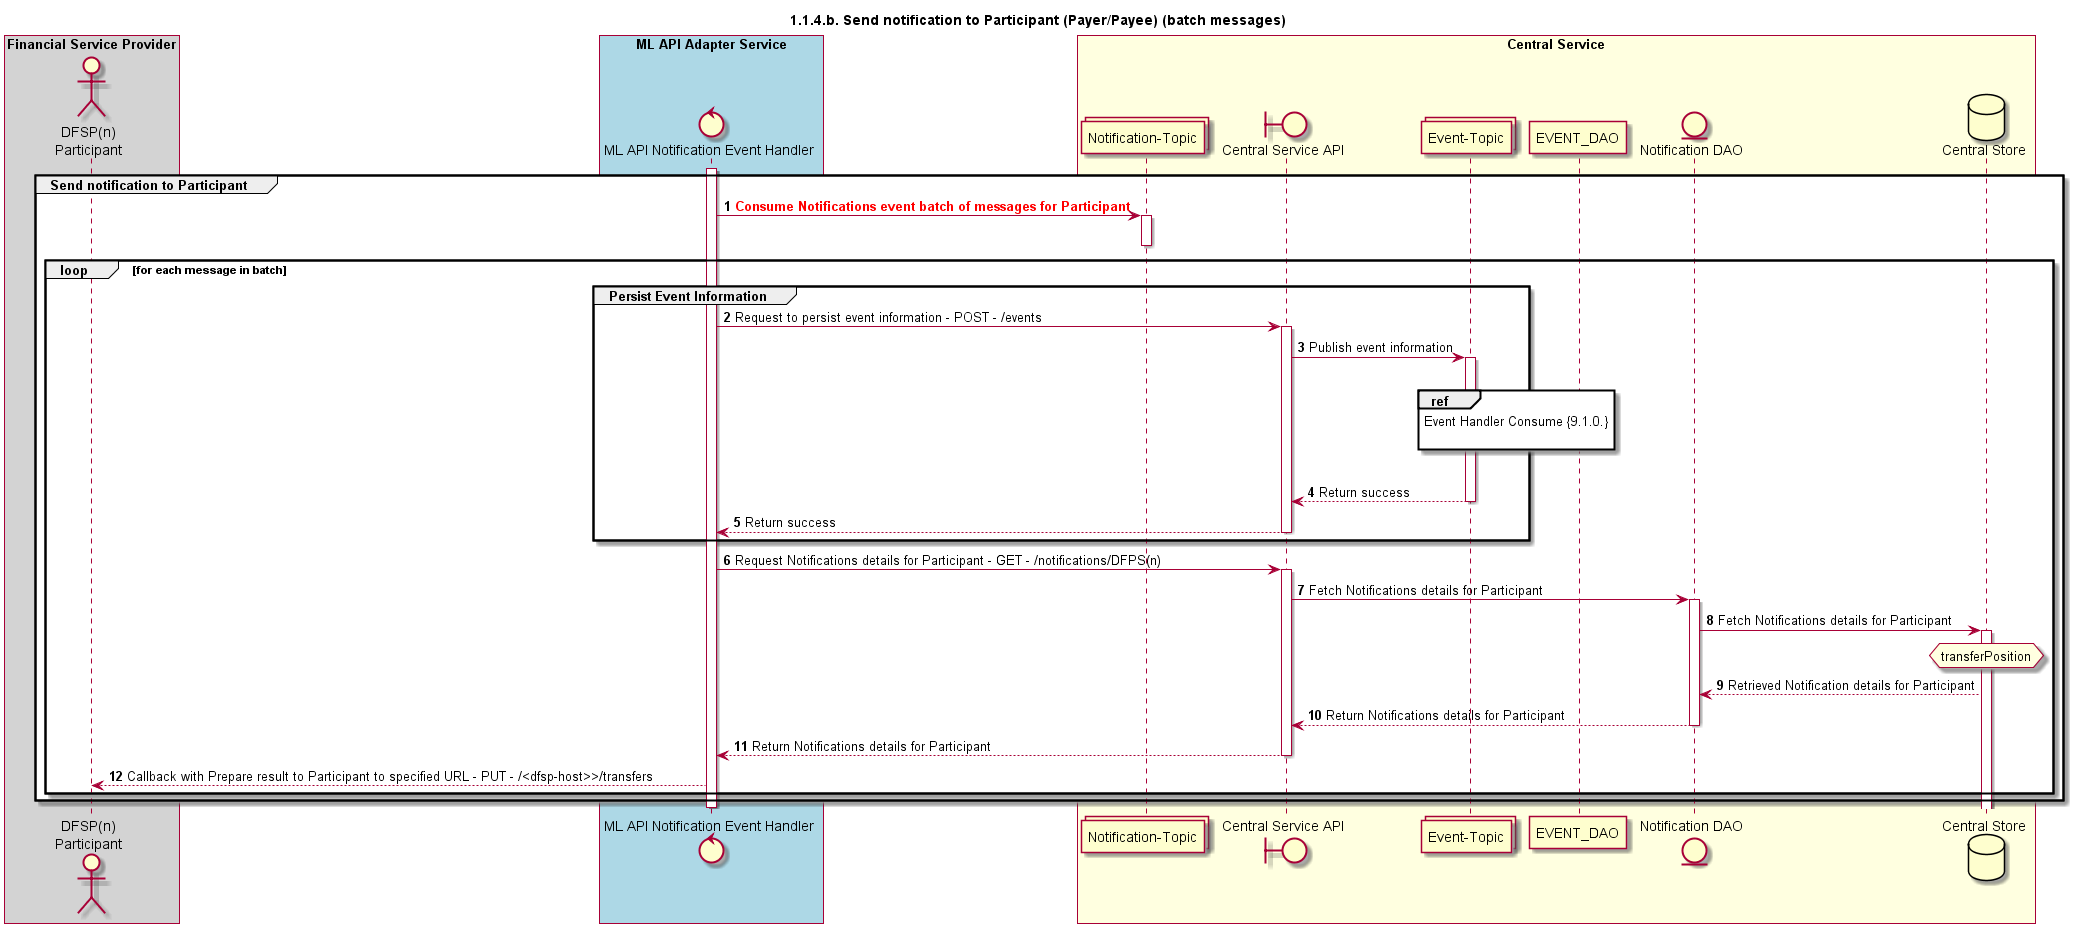 1.1.4.b. Send notification to Participant (Payer/Payee) (batch messages)
Financial Service Provider
ML API Adapter Service
Central Service
DFSP(n)
Participant
ML API Notification Event Handler
Notification-Topic
Central Service API
Event-Topic
EVENT_DAO
Notification DAO
Central Store
Send notification to Participant
1 Consume Notifications event batch of messages for Participant
loop [for each message in batch]
Persist Event Information
2 Request to persist event information - POST - /events
3 Publish event information
ref
Event Handler Consume {9.1.0.}
4 Return success
5 Return success
6 Request Notifications details for Participant - GET - /notifications/DFPS(n)
7 Fetch Notifications details for Participant
8 Fetch Notifications details for Participant
transferPosition
9 Retrieved Notification details for Participant
10 Return Notifications details for Participant
11 Return Notifications details for Participant
12 Callback with Prepare result to Participant to specified URL - PUT - /<dfsp-host>>/transfers
DFSP(n)
Participant
ML API Notification Event Handler
Notification-Topic
Central Service API
Event-Topic
EVENT_DAO
Notification DAO
Central Store